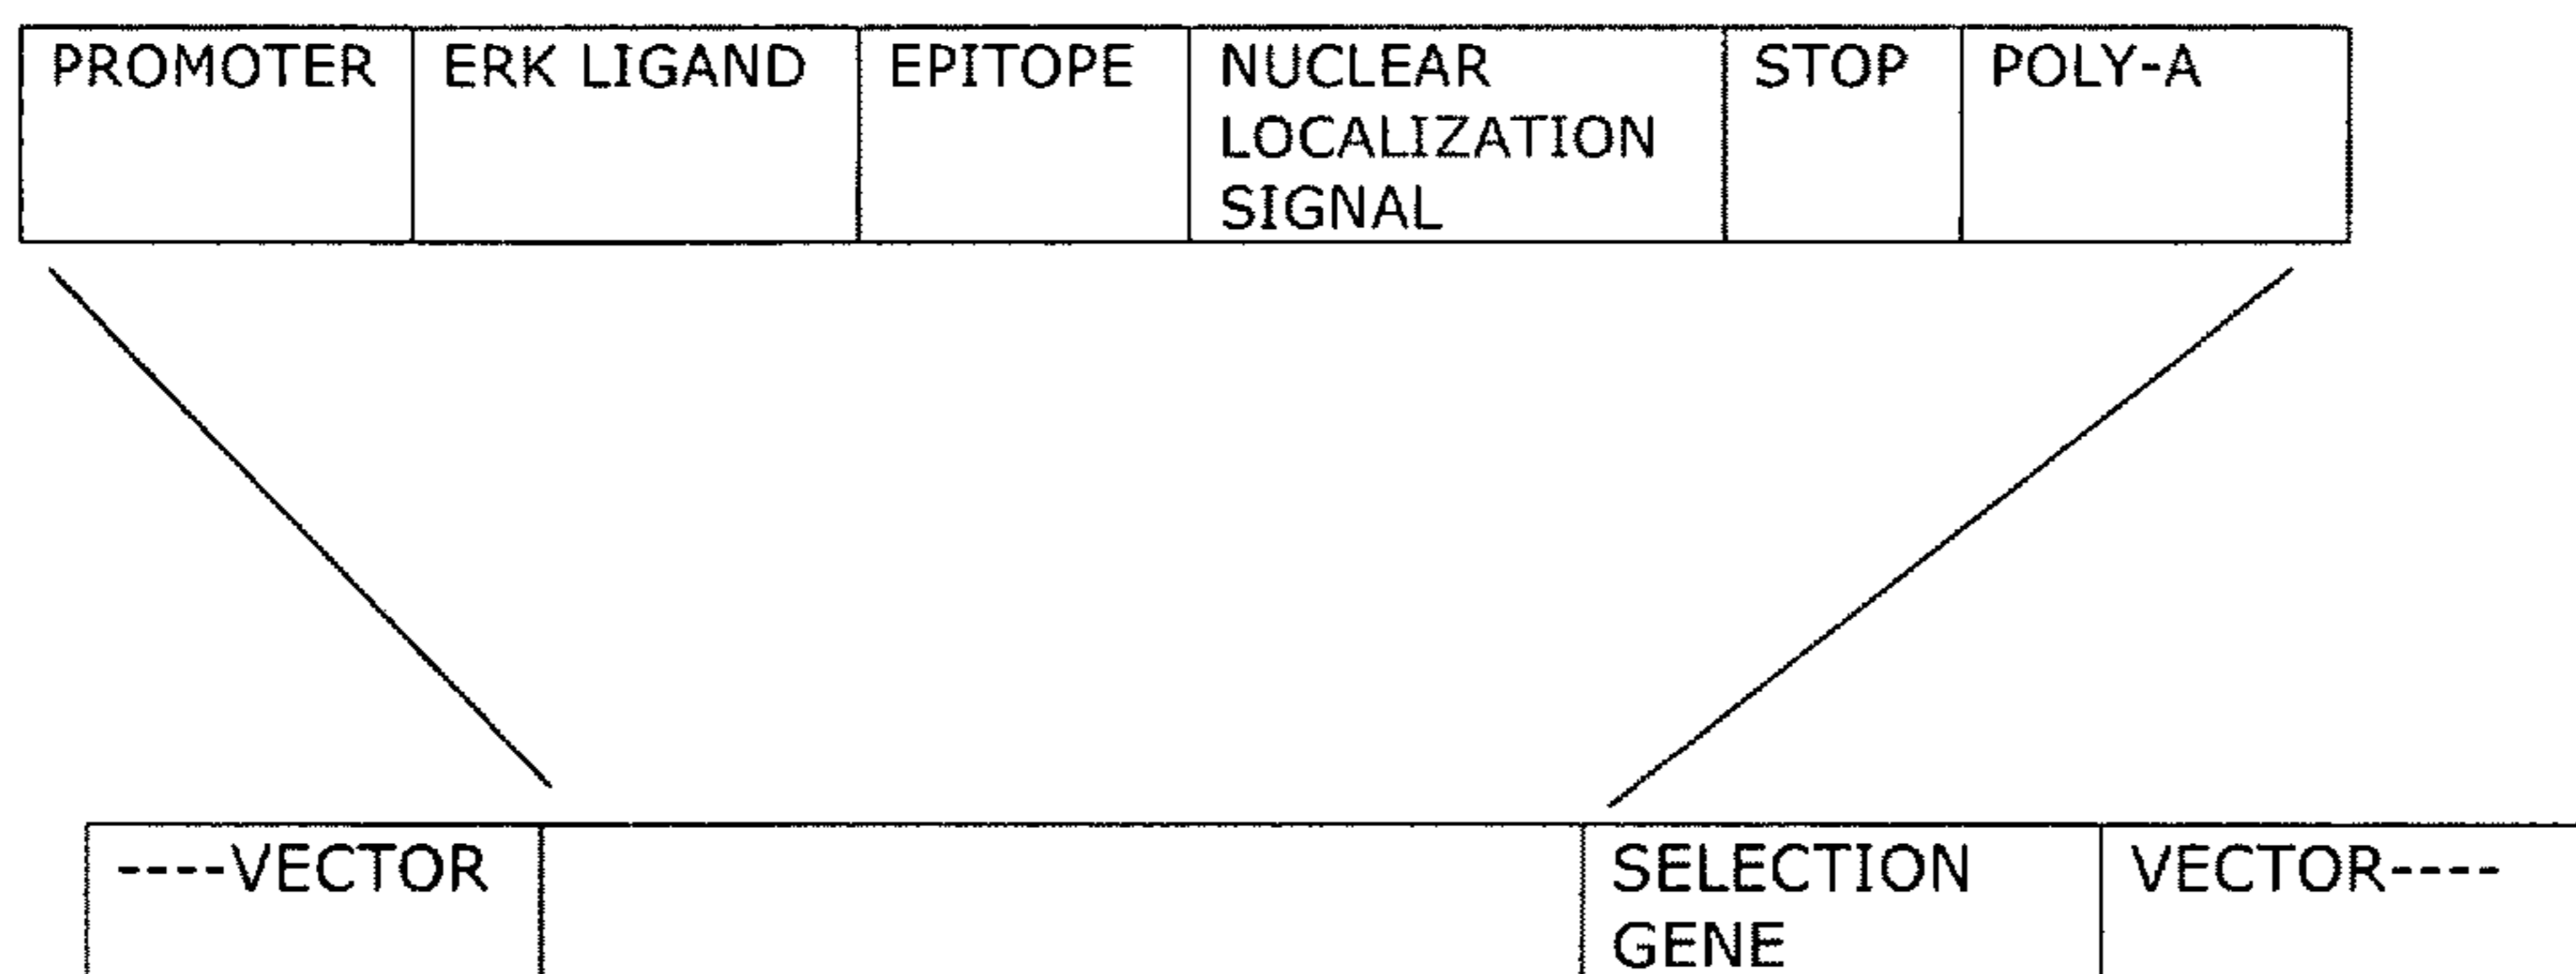 PROMOTER ERK LIGAND EPITOPE NUCLEAR STOP POLY-A
LOCALIZATION
SIGNAL
----VECTOR SELECTION VECTOR----
GENE